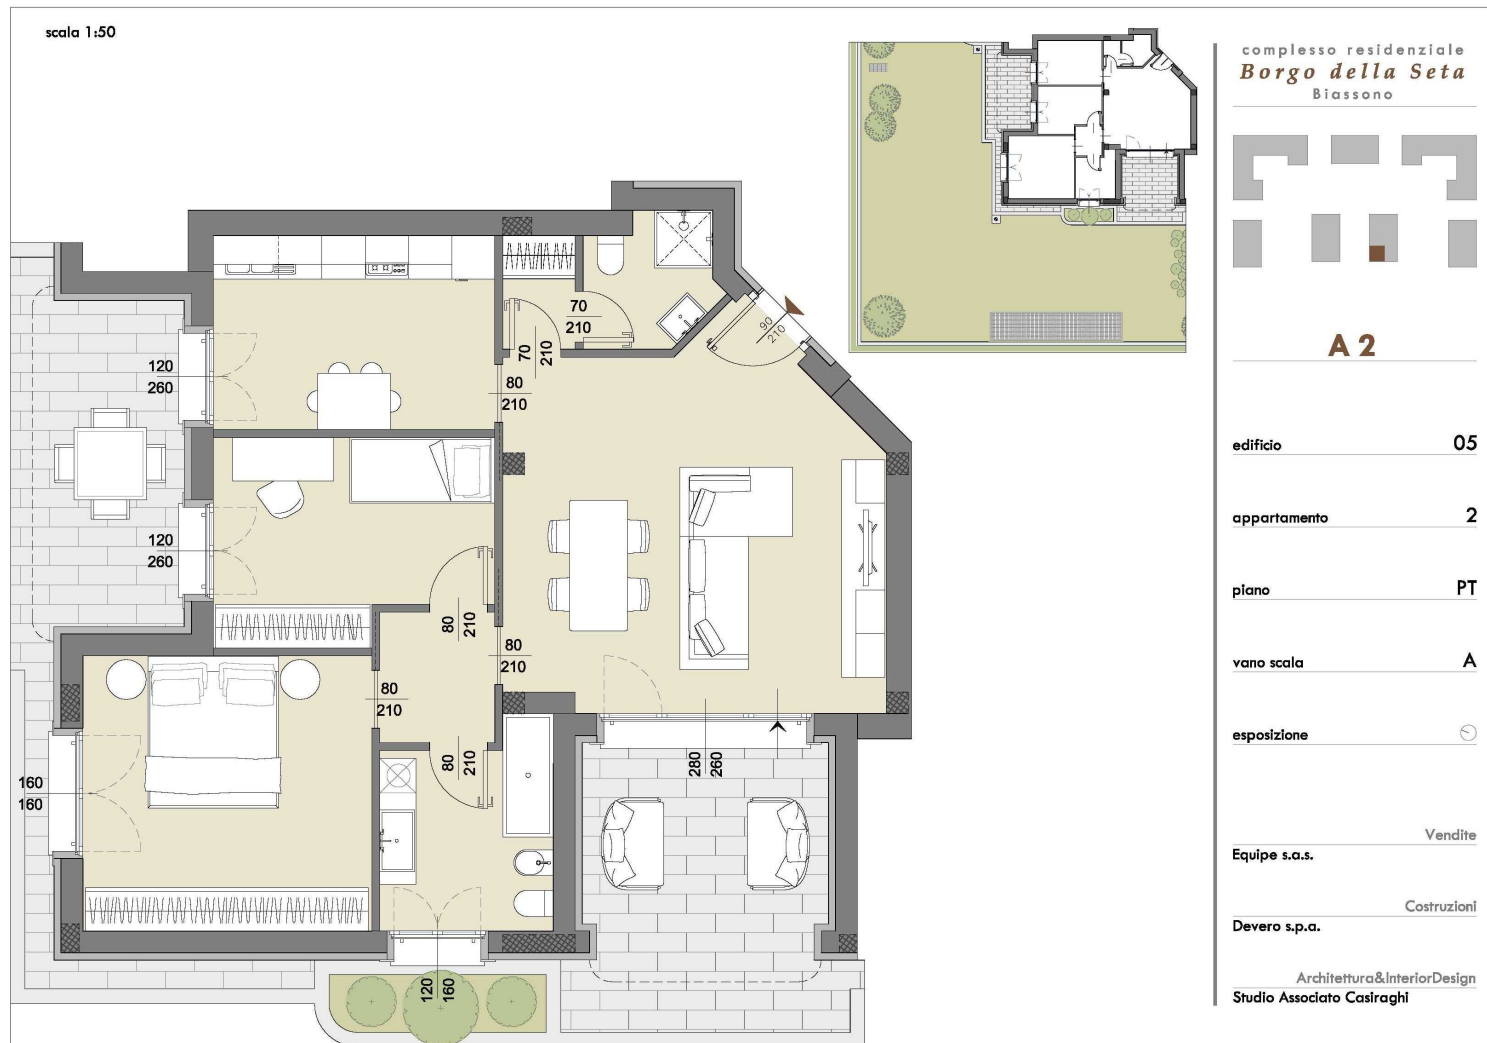 scala 1:50
complesso residenziale
Borgo della Seta
Biassono
A 2
edificio 05
appartamento 2
piano PT
vano scala A
esposizione
Vendite
Equipe s.a.s.
Costruzioni
Devero s.p.a.
Architettura&InteriorDesign
Studio Associato Casiraghi
70
210
70
210
90
210
120
260
80
210
120
260
80
210
80
210
80
210
80
210
160
160
280
260
120
160